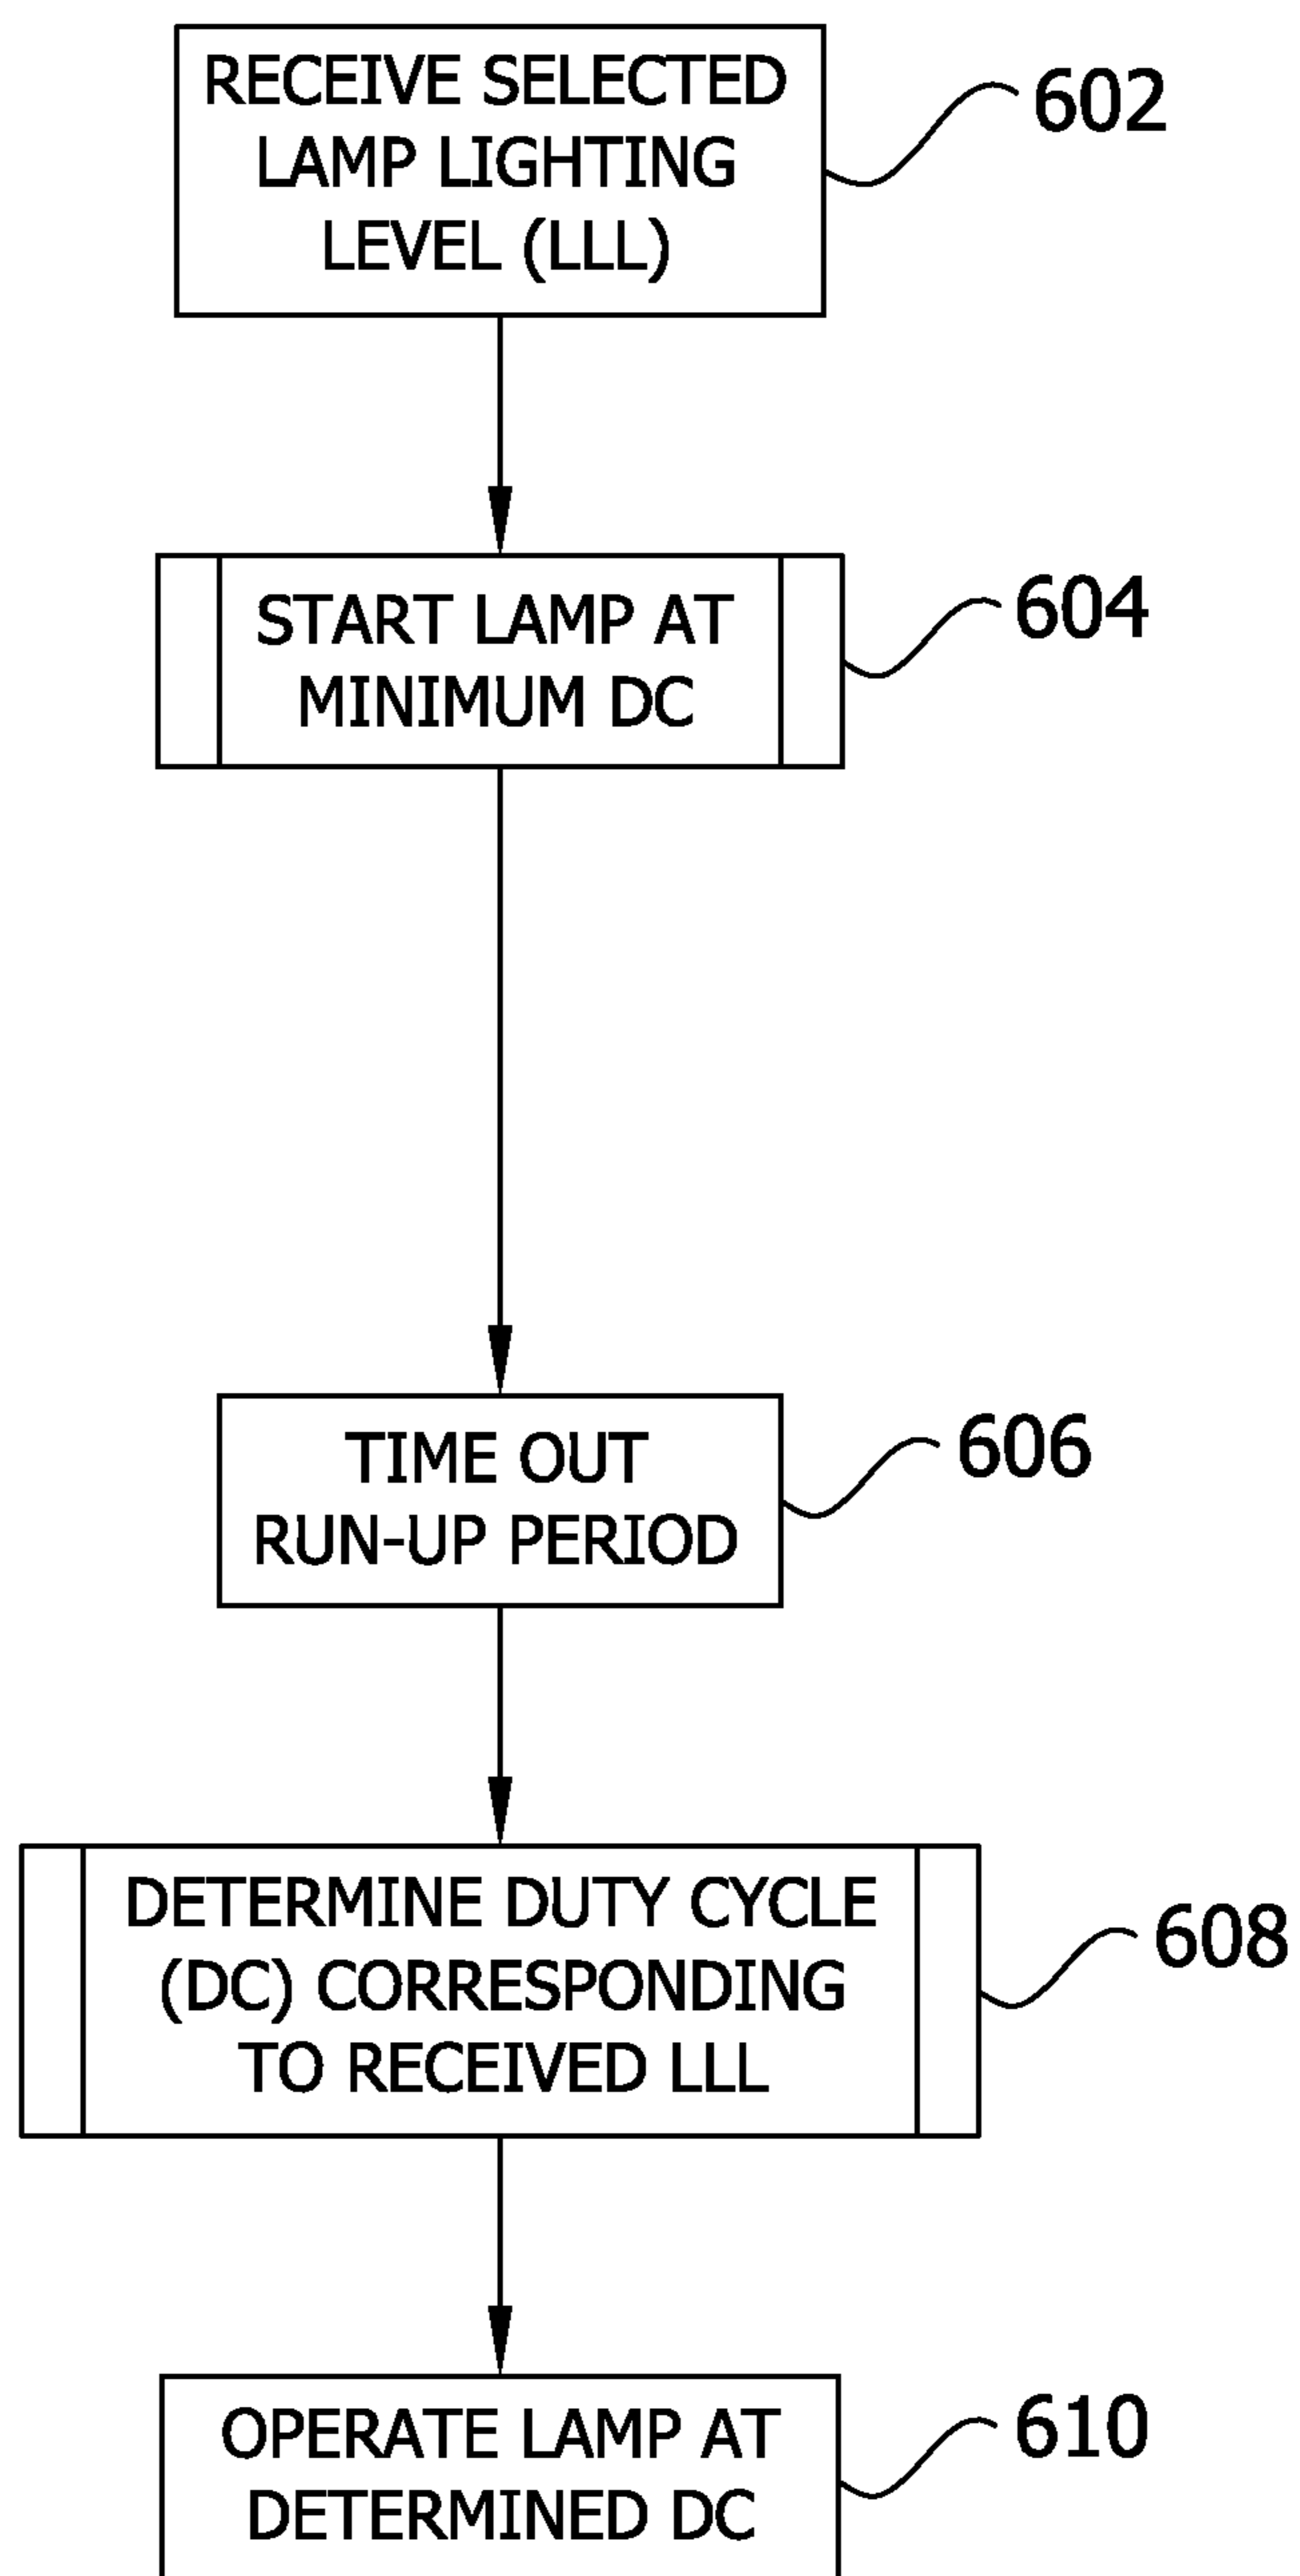 RECEIVE SELECTED
LAMP LIGHTING
LEVEL (LLL)
602
START LAMP AT
MINIMUM DC
604
TIME OUT
RUN-UP PERIOD
606
DETERMINE DUTY CYCLE
(DC) CORRESPONDING
TO RECEIVED LLL
608
OPERATE LAMP AT
DETERMINED DC
610